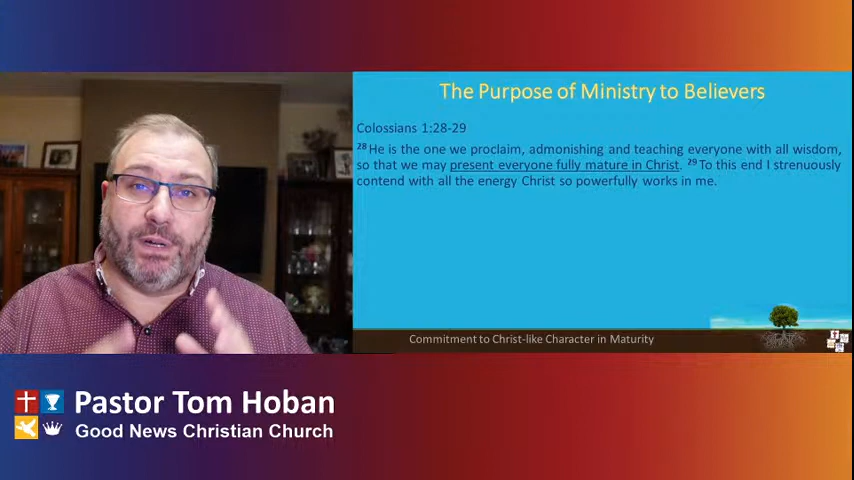 The Purpose of Ministry to Believers
Colossians 1:28-29
28 He is the one we proclaim, admonishing and teaching everyone with all wisdom,
so that we may present everyone fully mature in Christ. 29 To this end I strenuously
contend with all the energy Christ so powerfully works in me.
Commitment to Christ-like Character in Maturity
Pastor Tom Hoban
Good News Christian Church